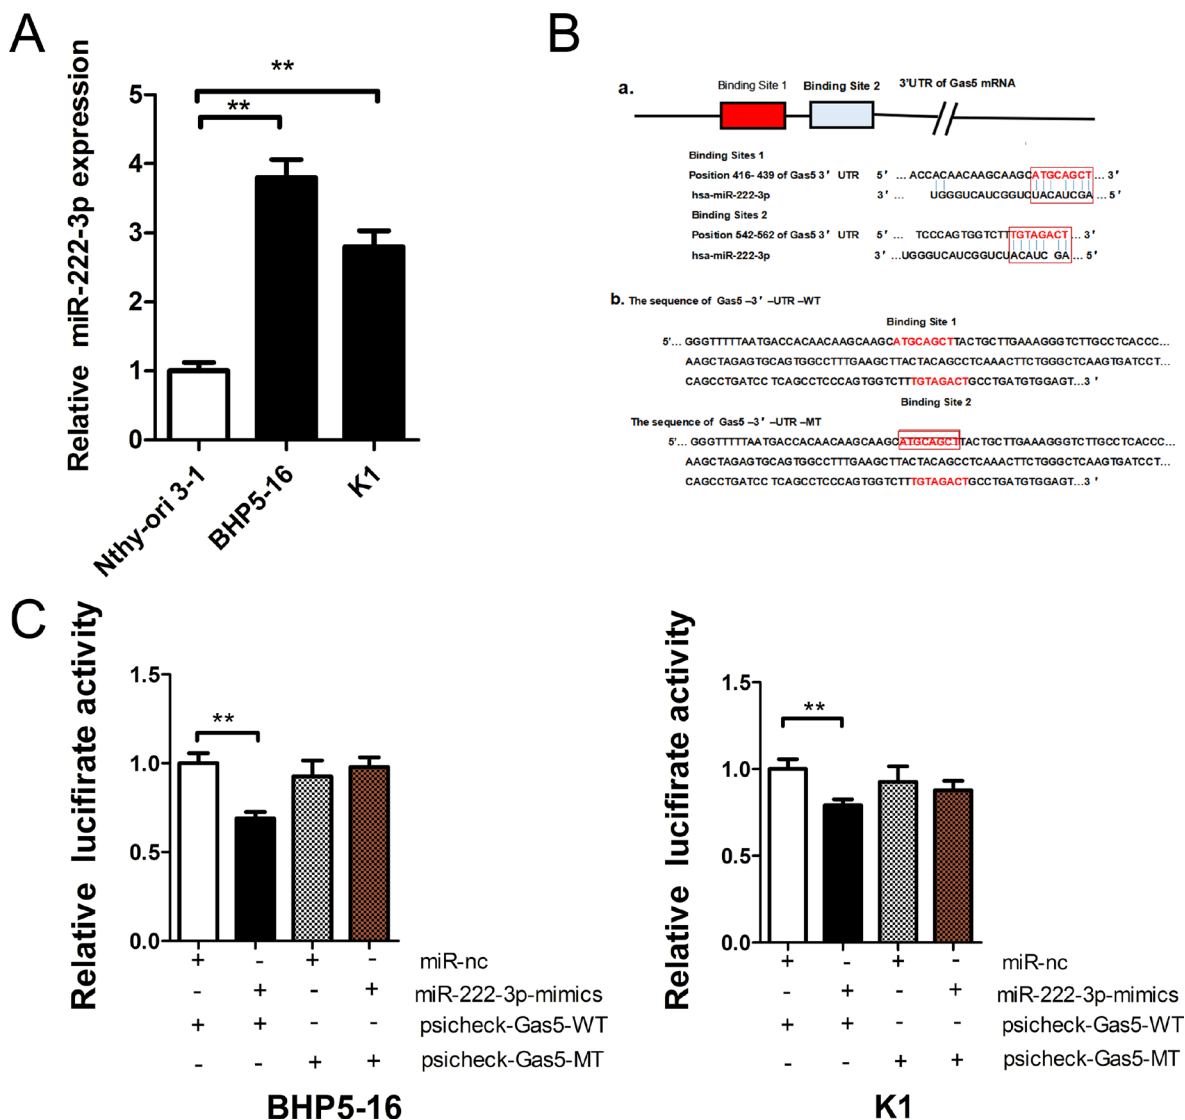 A
Relative miR-222-3p expression
5
4
3
2
1
0
**
**
Nthy-ori 3-1
BHP5-16
K1
B
a.
Binding Site 1
Binding Site 2
3'UTR of Gas5 mRNA
Binding Sites 1
Position 416- 439 of Gas5 3′ UTR 5′ ... ACCACAACAAGCAAGCATGCAGCT... 3′
hsa-miR-222-3p 3′ ... UGGGUCAUCGGUCUACAUCGA ... 5′
Binding Sites 2
Position 542-562 of Gas5 3′ UTR 5′ ... TCCCAGTGGTCTTTGTAGACT... 3′
hsa-miR-222-3p 3′ ...UGGGUCAUCGGUCUACAUC GA... 5′
b. The sequence of Gas5 –3′ –UTR –WT
Binding Site 1
5'... GGGTTTTTAATGACCACAACAAGCAAGCATGCAGCTTACTGCTTGAAAGGGTCTTGCCTCACCC...
AAGCTAGAGTGCAGTGGCCTTTGAAGCTTACTACAGCCTCAAACTTCTGGGCTCAAGTGATCCT...
CAGCCTGATCC TCAGCCTCCCAGTGGTCTTTGTAGACTGCCTGATGTGGAGT...3 ′
Binding Site 2
The sequence of Gas5 –3′ –UTR –MT
5'... GGGTTTTTAATGACCACAACAAGCAAGCATGCAGCTTACTGCTTGAAAGGGTCTTGCCTCACCC...
AAGCTAGAGTGCAGTGGCCTTTGAAGCTTACTACAGCCTCAAACTTCTGGGCTCAAGTGATCCT...
CAGCCTGATCC TCAGCCTCCCAGTGGTCTTTGTAGACTGCCTGATGTGGAGT...3 ′
C
Relative lucifirate activity
1.5
1.0
0.5
0.0
**
+ - + - miR-nc
- + - + miR-222-3p-mimics
+ + - - psicheck-Gas5-WT
- - + + psicheck-Gas5-MT
BHP5-16
Relative lucifirate activity
1.5
1.0
0.5
0.0
**
+ - + - miR-nc
- + - + miR-222-3p-mimics
+ + - - psicheck-Gas5-WT
- - + + psicheck-Gas5-MT
K1